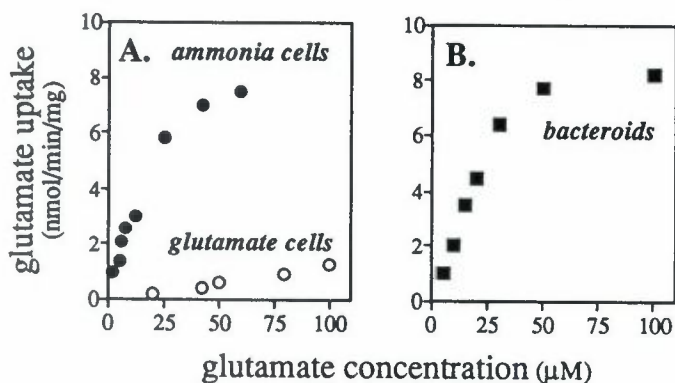 A. ammonia cells
glutamate cells
10
8
6
4
2
0
0 25 50 75 100
B.
bacteroids
10
8
6
4
2
0
0 25 50 75 100
glutamate uptake
(nmol/min/mg)
glutamate concentration (μM)